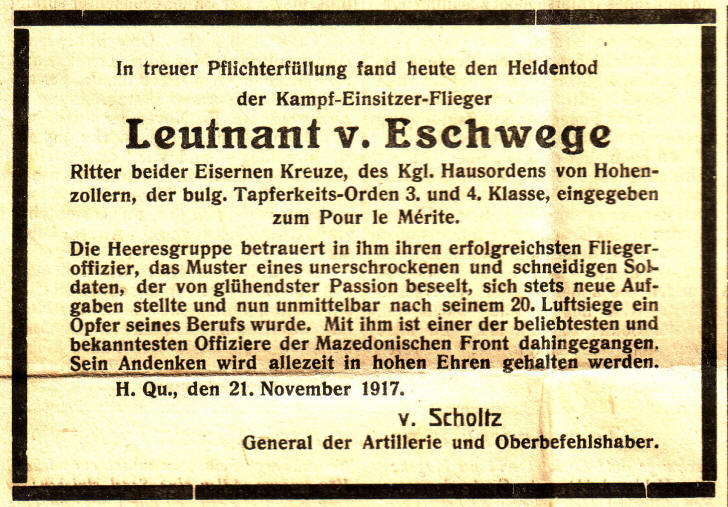 In treuer Pflichterfüllung fand heute den Heldentod
der Kampf-Einsitzer-Flieger
Leutnant v. Eschwege
Ritter beider Eisernen Kreuze, des Kgl. Hausordens von Hohen-
zollern, der bulg. Tapferkeits-Orden 3. und 4. Klasse, eingegeben
zum Pour le Mérite.
Die Heeresgruppe betrauert in ihm ihren erfolgreichsten Flieger-
offizier, das Muster eines unerschrockenen und schneidigen Sol-
daten, der von glühendster Passion beseelt, sich stets neue Auf-
gaben stellte und nun unmittelbar nach seinem 20. Luftsiege ein
Opfer seines Berufs wurde. Mit ihm ist einer der beliebtesten und
bekanntesten Offiziere der Mazedonischen Front dahingegangen.
Sein Andenken wird allezeit in hohen Ehren gehalten werden.
H. Qu., den 21. November 1917.
v. Scholtz
General der Artillerie und Oberbefehlshaber.